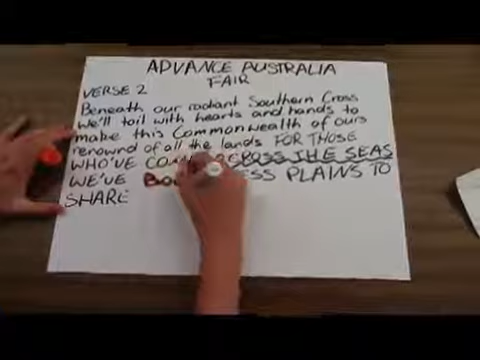 ADVANCE AUSTRALIA
FAIR
VERSE 2
Beneath our radiant Southern Cross
we'll toil with hearts and hands to
make this Commonwealth of ours
renownd of all the lands FOR THOSE
WHO'VE THE SEAS
WE'VE PLAINS TO
SHARE